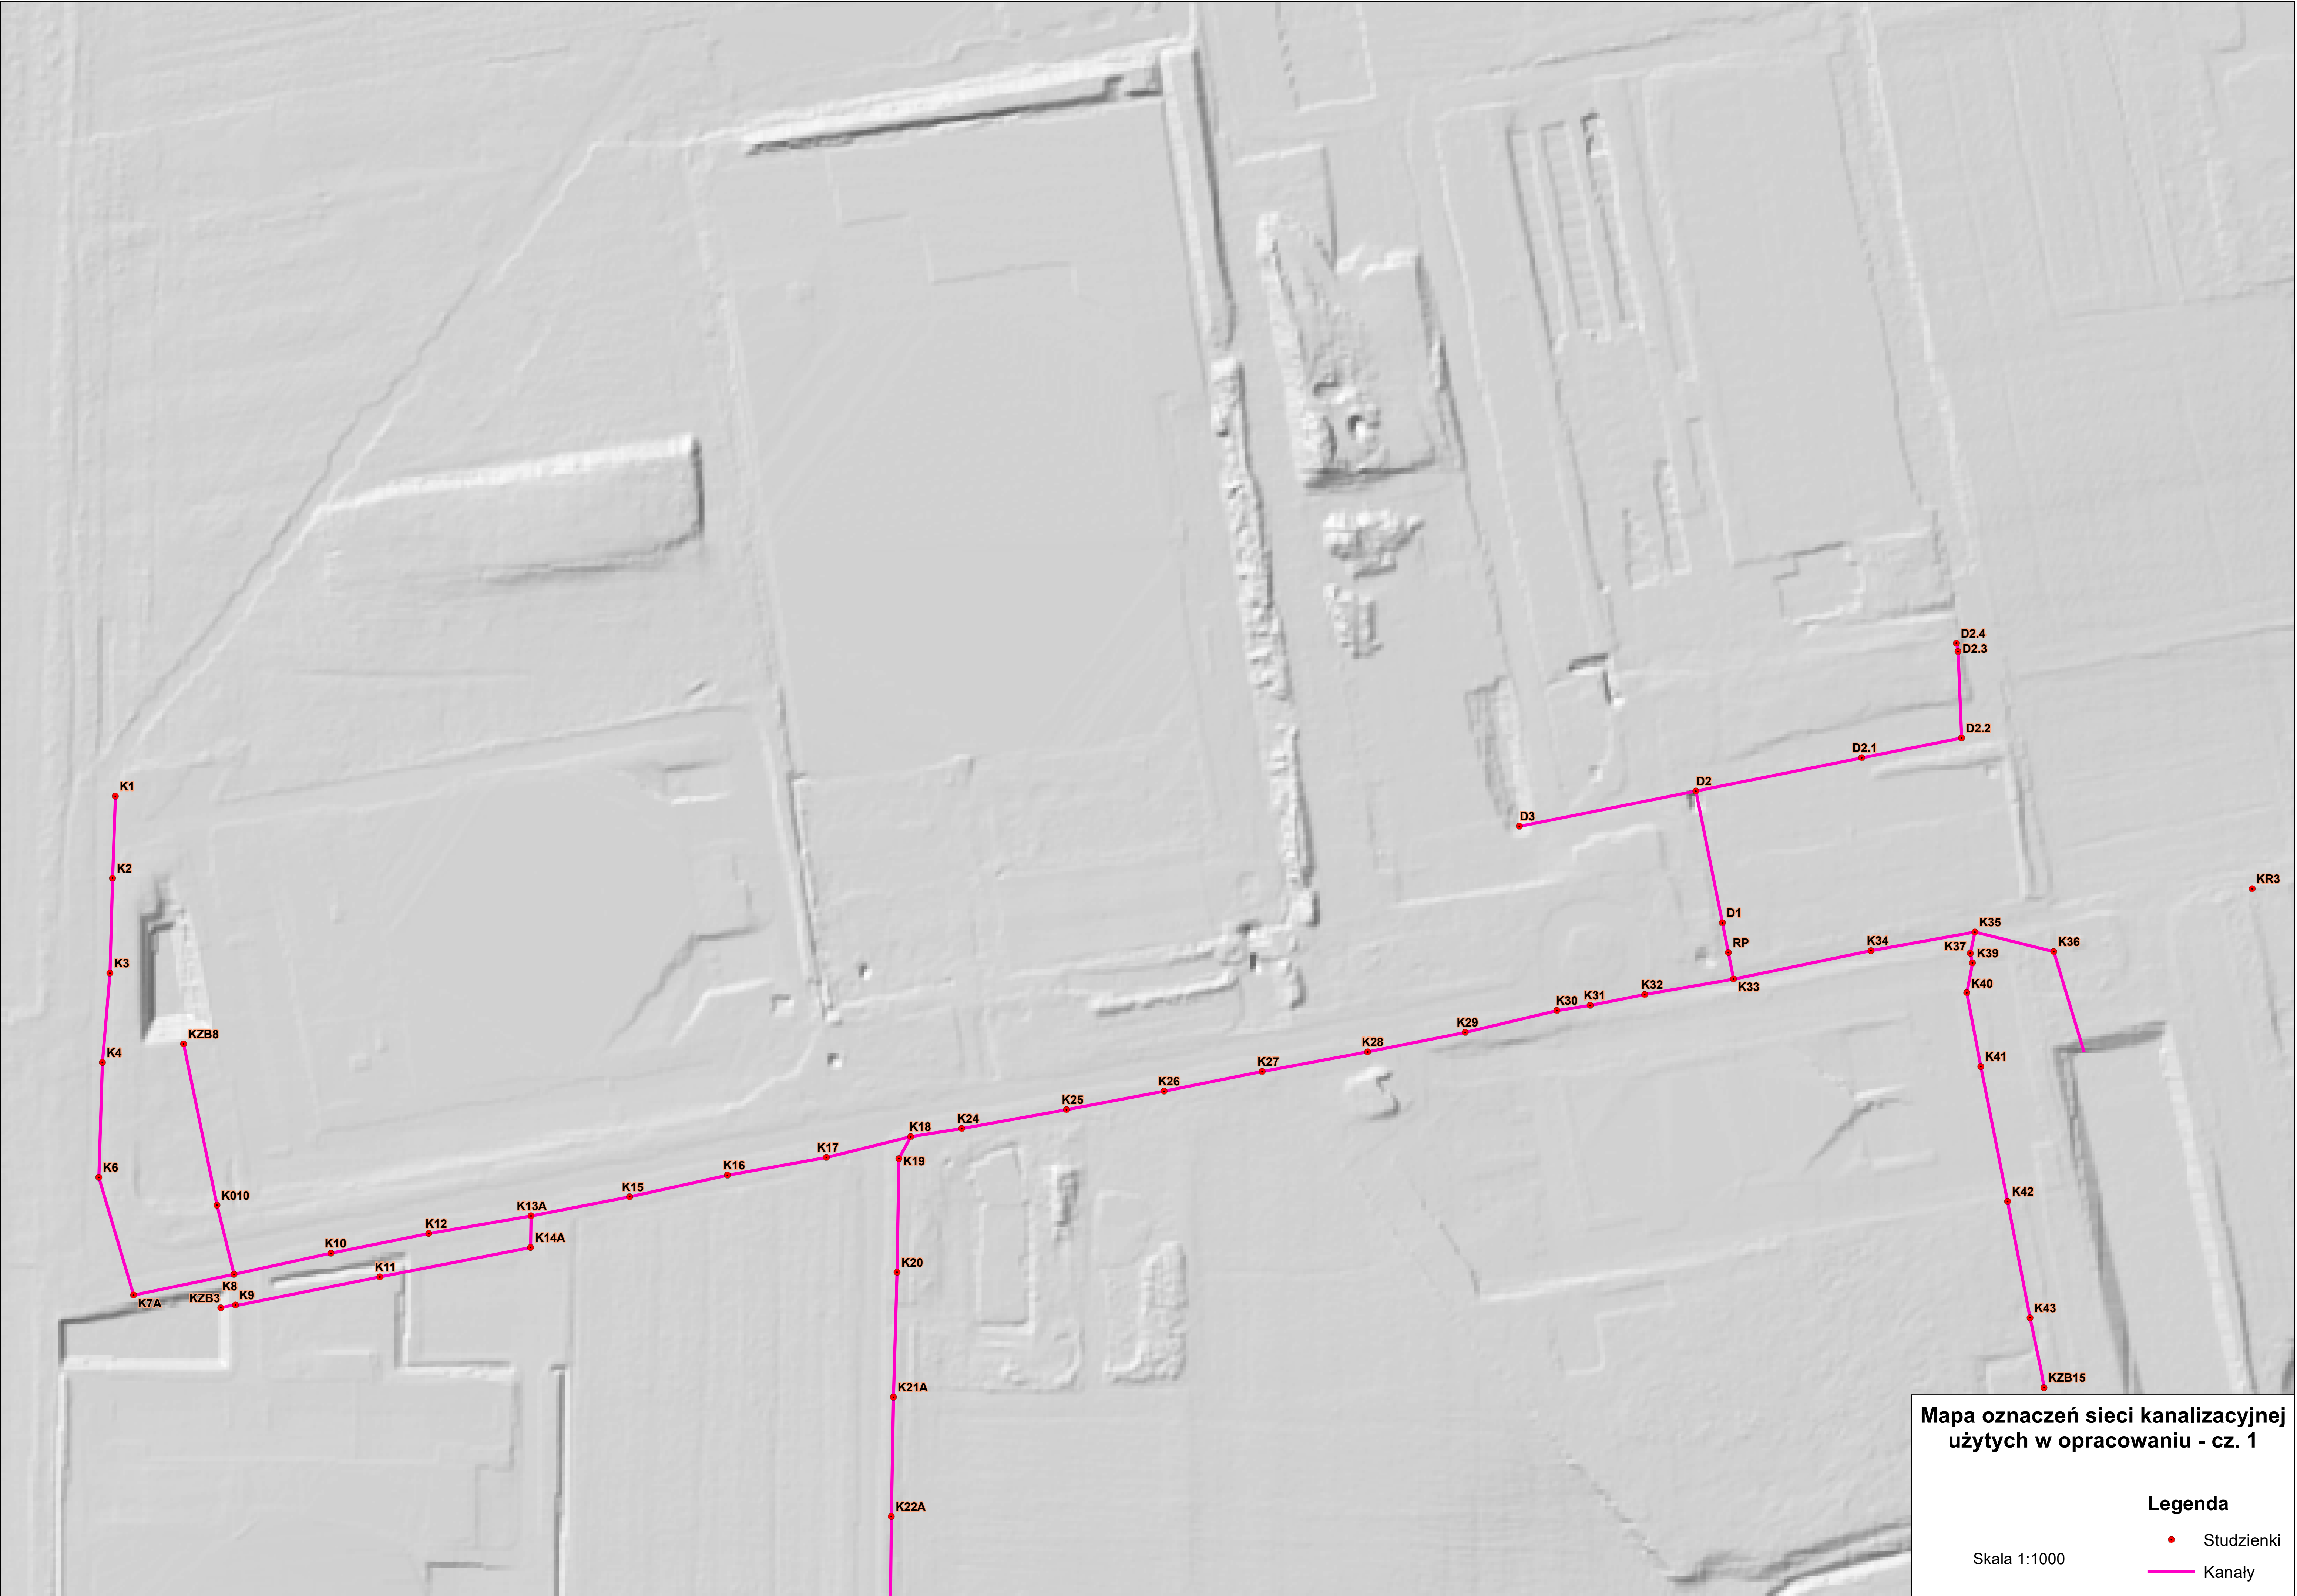 D2.4
D2.3
D2.2
D2.1
D2
K1
D3
K2
KR3
D1
K35
K36
RP
K37
K34
K39
K3
K33
K32
K40
K31
K30
K29
KZB8
K28
K4
K41
K27
K26
K25
K24
K18
K17
K19
K16
K6
K15
K42
K010
K13A
K12
K14A
K10
K20
K11
K8
K7A
KZB3
K9
K43
KZB15
K21A
K22A
Mapa oznaczeń sieci kanalizacyjnej
użytych w opracowaniu - cz. 1
Legenda
Studzienki
Skala 1:1000
Kanały